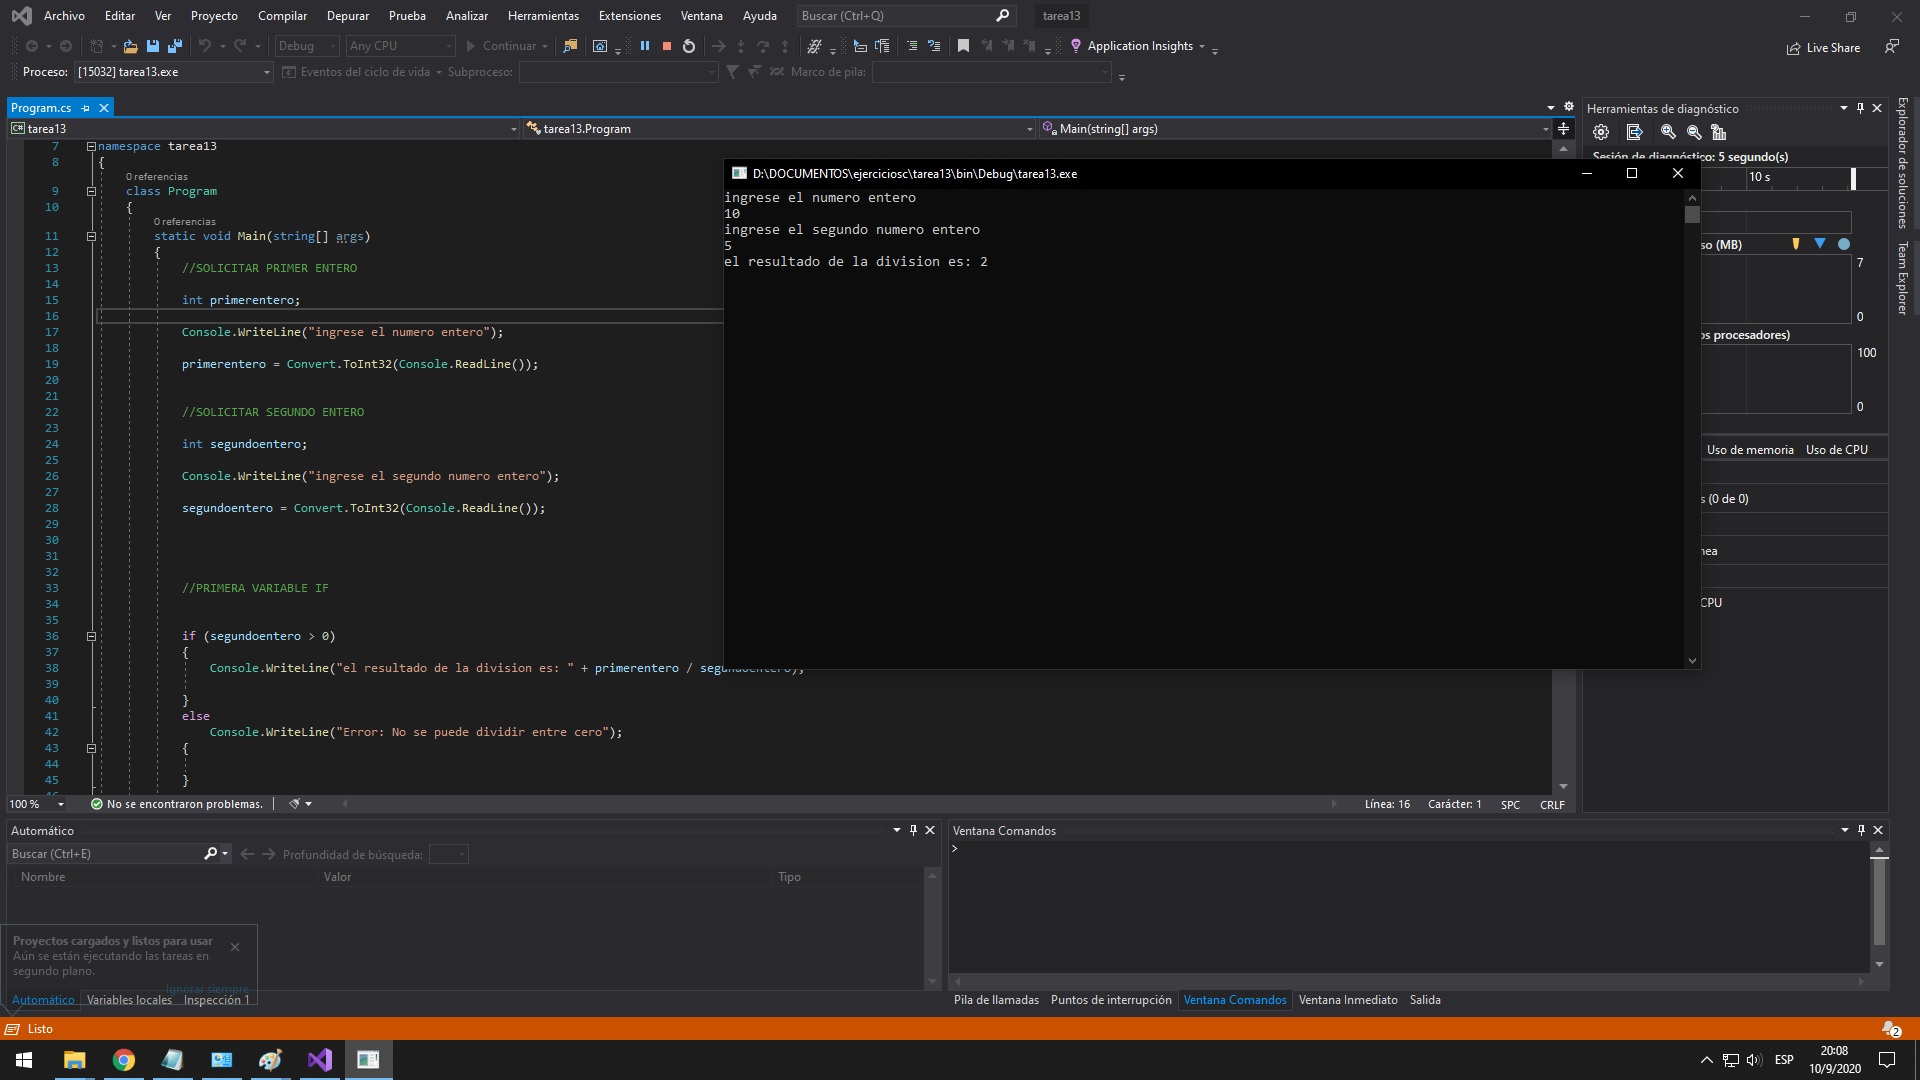 Archivo Editar Ver Proyecto Compilar Depurar Prueba Analizar Herramientas Extensiones Ventana Ayuda Buscar (Ctrl+Q) tarea13
Debug Any CPU Continuar Application Insights Live Share
Proceso: [15032] tarea13.exe Eventos del ciclo de vida Subproceso: Marco de pila:
Program.cs
tarea13 tarea13.Program Main(string[] args)
7 namespace tarea13
8 {
0 referencias
9 class Program
10 {
0 referencias
11 static void Main(string[] args)
12 {
13 //SOLICITAR PRIMER ENTERO
14
15 int primerentero;
16
17 Console.WriteLine("ingrese el numero entero");
18
19 primerentero = Convert.ToInt32(Console.ReadLine());
20
21
22 //SOLICITAR SEGUNDO ENTERO
23
24 int segundoentero;
25
26 Console.WriteLine("ingrese el segundo numero entero");
27
28 segundoentero = Convert.ToInt32(Console.ReadLine());
29
30
31
32
33 //PRIMERA VARIABLE IF
34
35
36 if (segundoentero > 0)
37 {
38 Console.WriteLine("el resultado de la division es: " + primerentero / segundoentero);
39
40 }
41 else
42 Console.WriteLine("Error: No se puede dividir entre cero");
43 {
44
45 }
100 % No se encontraron problemas. Línea: 16 Carácter: 1 SPC CRLF
D:\DOCUMENTOS\ejerciciosc\tarea13\bin\Debug\tarea13.exe
ingrese el numero entero
10
ingrese el segundo numero entero
5
el resultado de la division es: 2
Herramientas de diagnóstico
Sesión de diagnóstico: 5 segundo(s)
10 s
so (MB)
7
0
os procesadores)
100
0
Uso de memoria Uso de CPU
s (0 de 0)
nea
CPU
Explorador de soluciones
Team Explorer
Automático
Buscar (Ctrl+E) Profundidad de búsqueda:
Nombre Valor Tipo
Proyectos cargados y listos para usar
Aún se están ejecutando las tareas en
segundo plano.
Ignorar siempre
Automático Variables locales Inspección 1
Ventana Comandos
>
Pila de llamadas Puntos de interrupción Ventana Comandos Ventana Inmediato Salida
Listo
2
ESP
20:08
10/9/2020